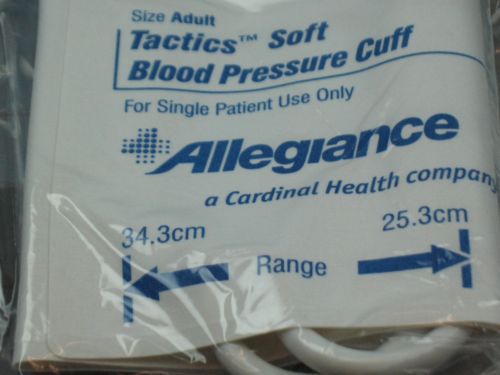 Size Adult
Tactics™ Soft
Blood Pressure Cuff
For Single Patient Use Only
Allegiance
a Cardinal Health company
34.3cm 25.3cm
Range